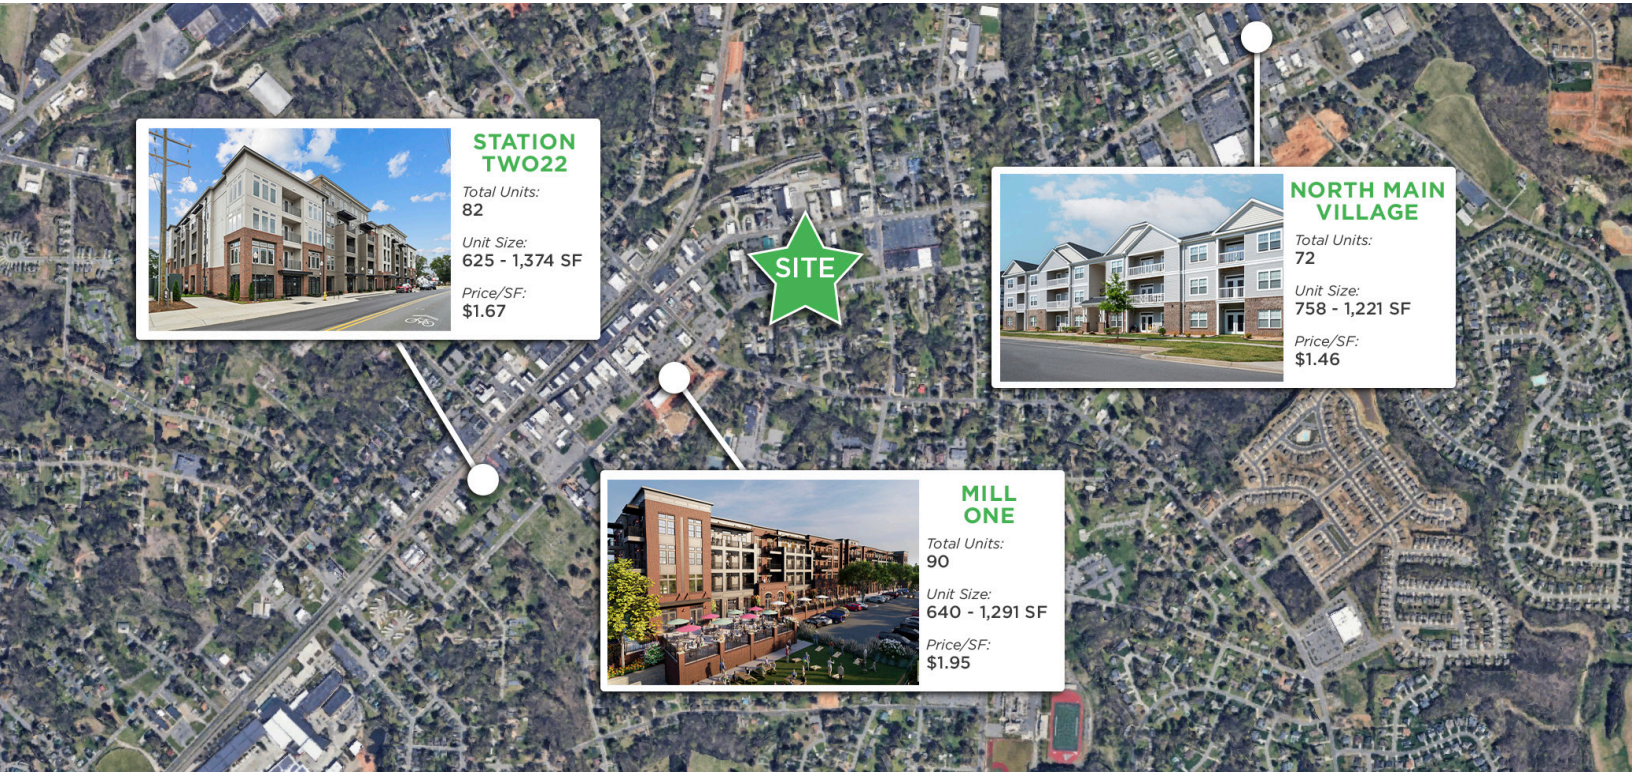 STATION
TWO22
Total Units:
82
Unit Size:
625 - 1,374 SF
Price/SF:
$1.67
SITE
NORTH MAIN
VILLAGE
Total Units:
72
Unit Size:
758 - 1,221 SF
Price/SF:
$1.46
MILL
ONE
Total Units:
90
Unit Size:
640 - 1,291 SF
Price/SF:
$1.95